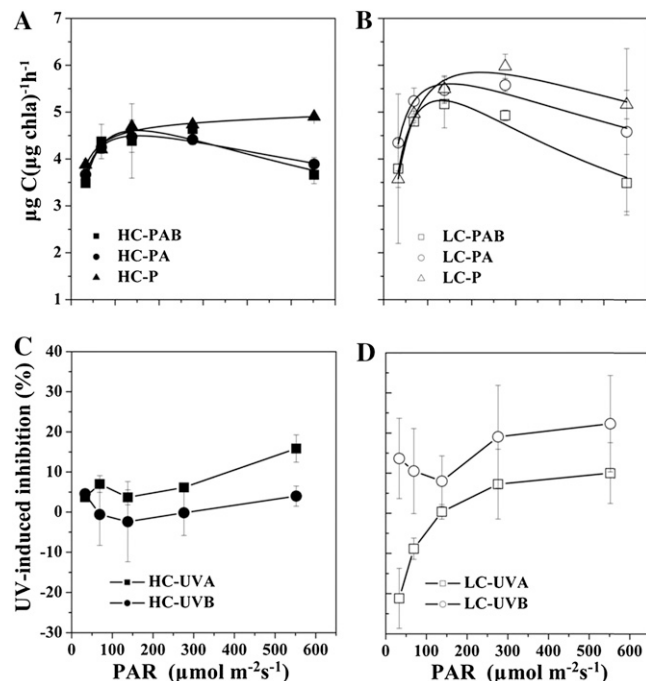 A
B
7
6
5
4
3
2
1
µg C(µg chla)⁻¹h⁻¹
HC-PAB
HC-PA
HC-P
LC-PAB
LC-PA
LC-P
C
D
40
30
20
10
0
-10
-20
-30
UV-induced inhibition (%)
HC-UVA
HC-UVB
LC-UVA
LC-UVB
0 100 200 300 400 500 600
0 100 200 300 400 500 600
PAR (µmol m⁻²s⁻¹)
PAR (µmol m⁻²s⁻¹)